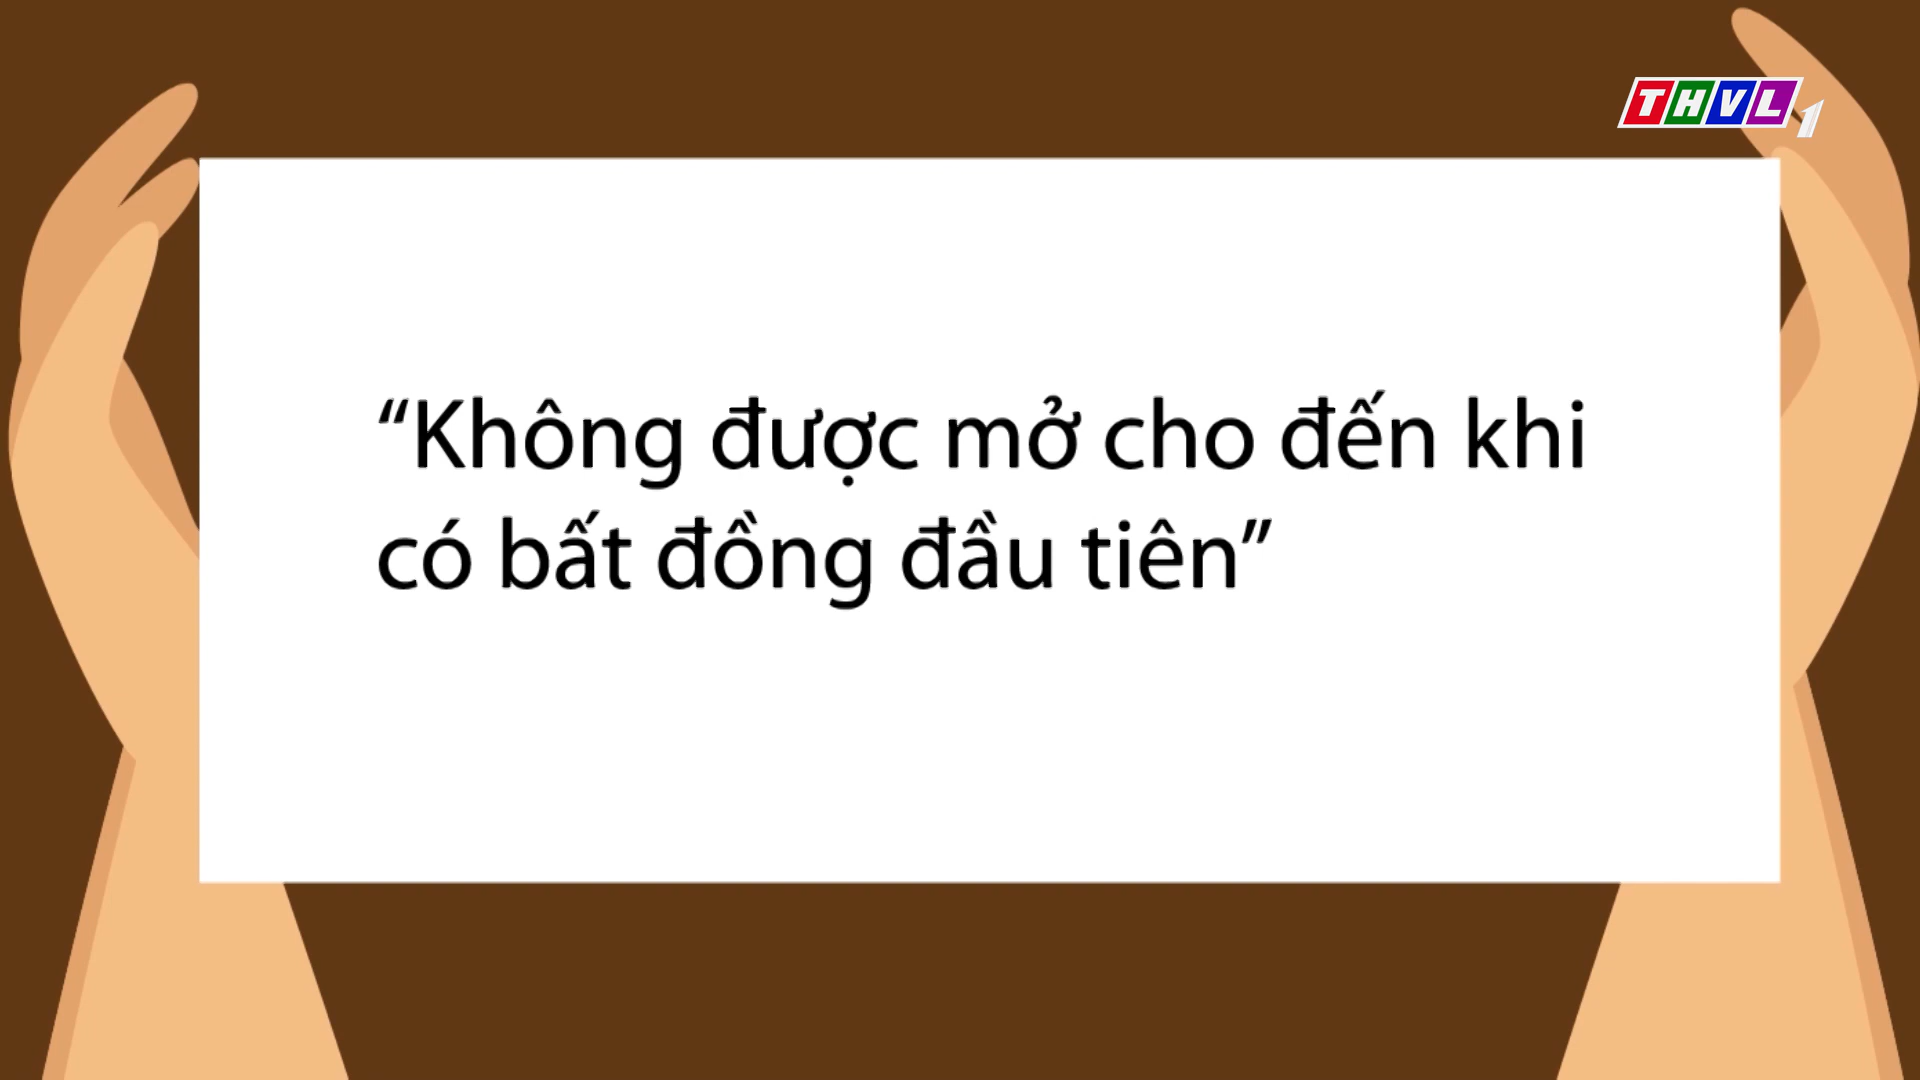 THVL1
“Không được mở cho đến khi
có bất đồng đầu tiên”